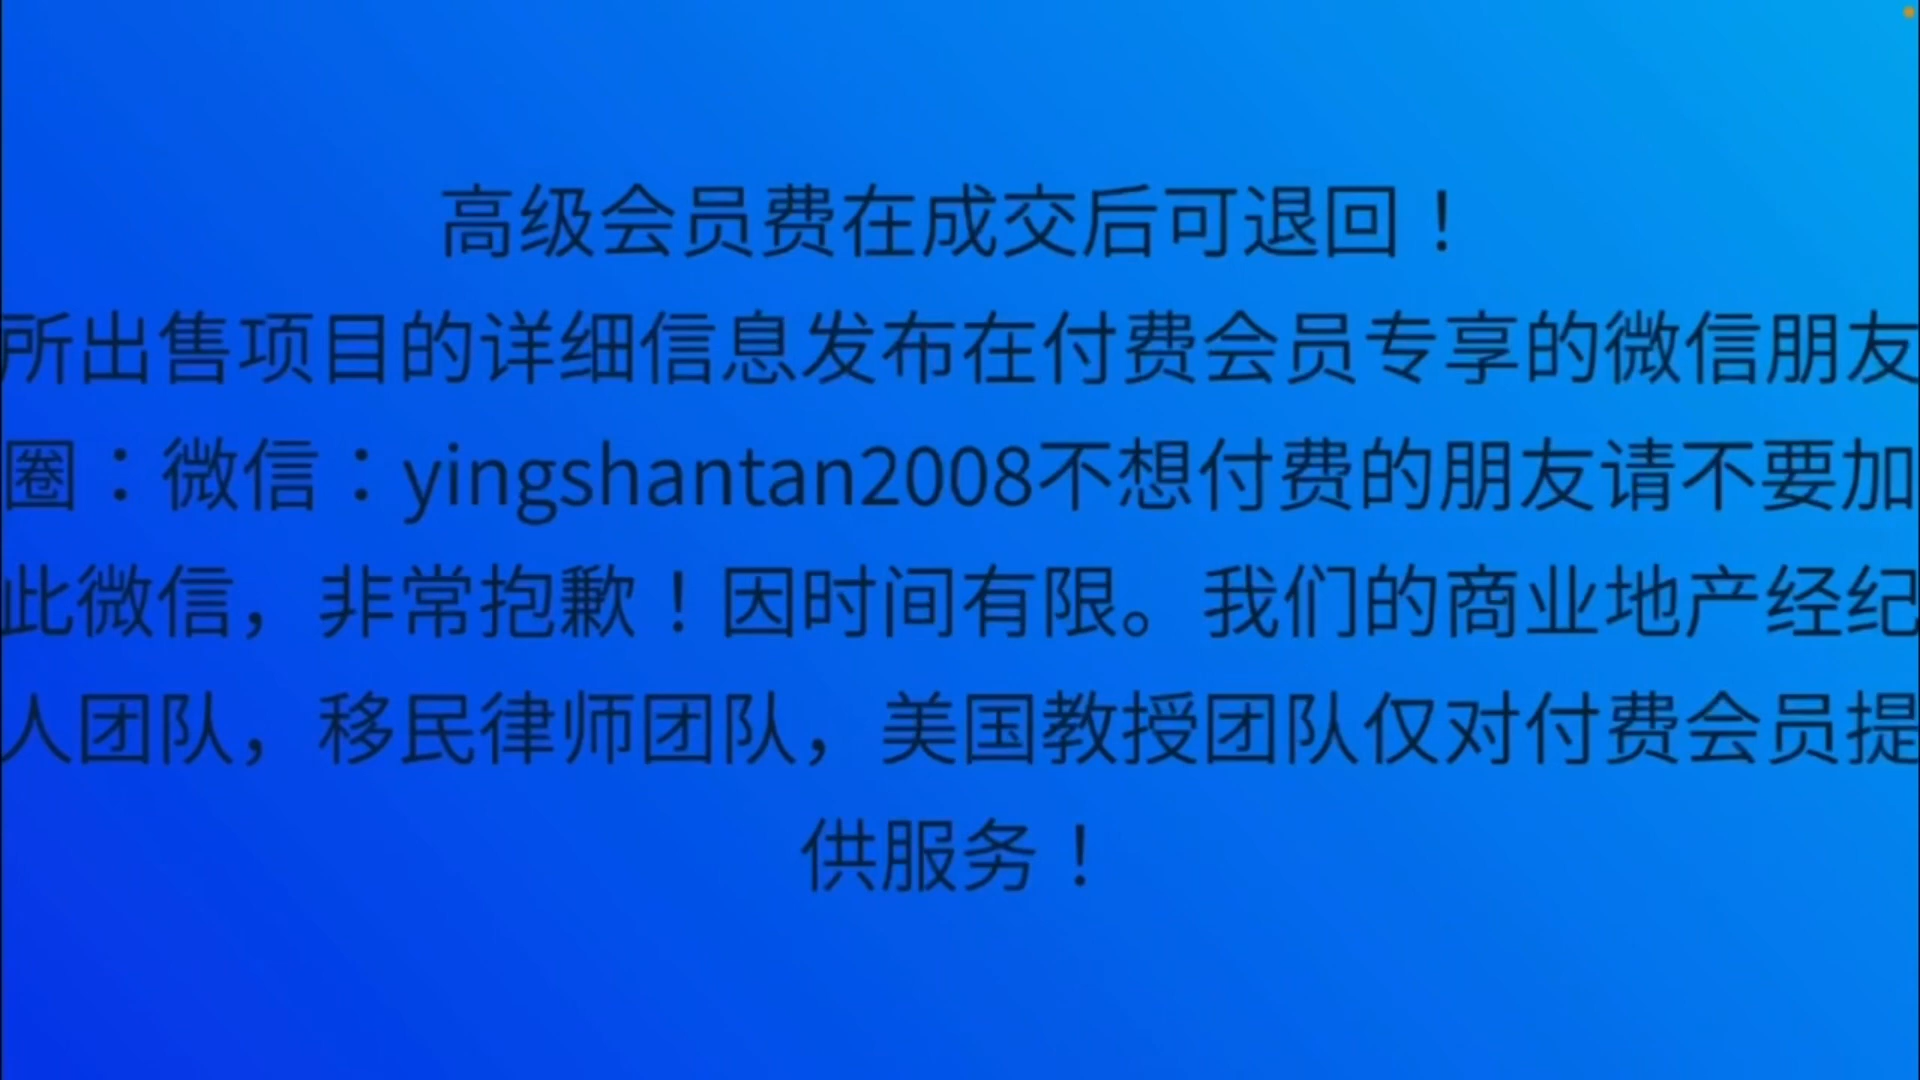 高级会员费在成交后可退回！
所出售项目的详细信息发布在付费会员专享的微信朋友
圈：微信：yingshantan2008不想付费的朋友请不要加
此微信，非常抱歉！因时间有限。我们的商业地产经纪
人团队，移民律师团队，美国教授团队仅对付费会员提
供服务！